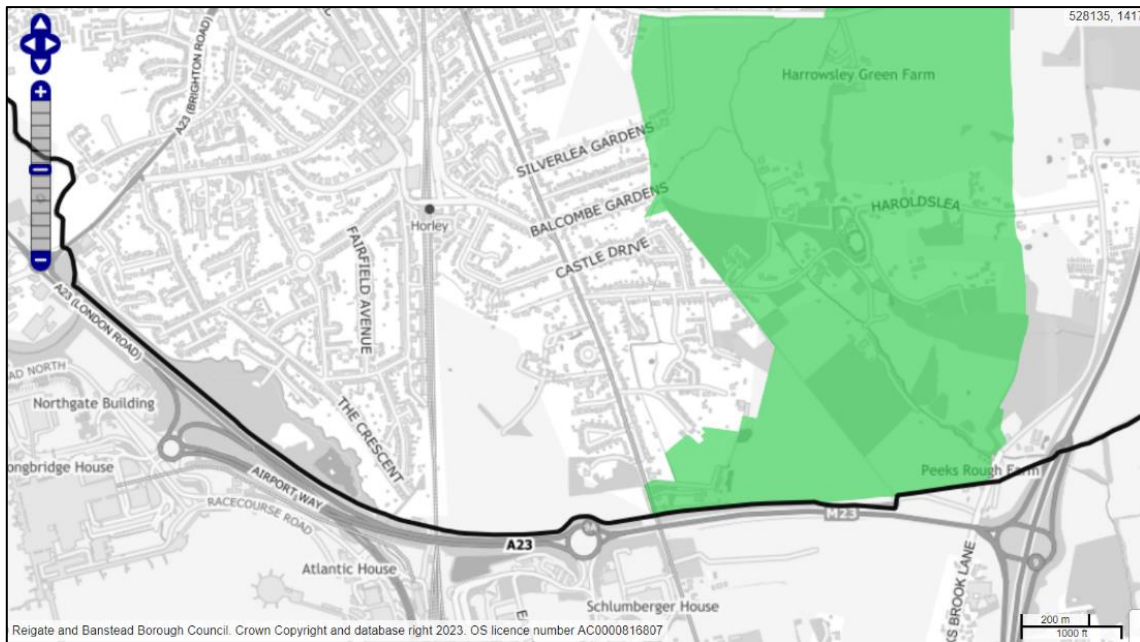 528135, 1417
A23 (BRIGHTON ROAD)
Harrowsley Green Farm
SILVERLEA GARDENS
BALCOMBE GARDENS
HAROLDSLEA
Horley
FAIRFIELD AVENUE
CASTLE DRIVE
A23 (LONDON ROAD)
AD NORTH
Northgate Building
THE CRESCENT
ongbridge House
AIRPORT WAY
RACECOURSE ROAD
Peeks Rough Farm
M23
9A
A23
9
Atlantic House
Schlumberger House
KS BROOK LANE
200 m
1000 ft
Reigate and Banstead Borough Council. Crown Copyright and database right 2023. OS licence number AC0000816807